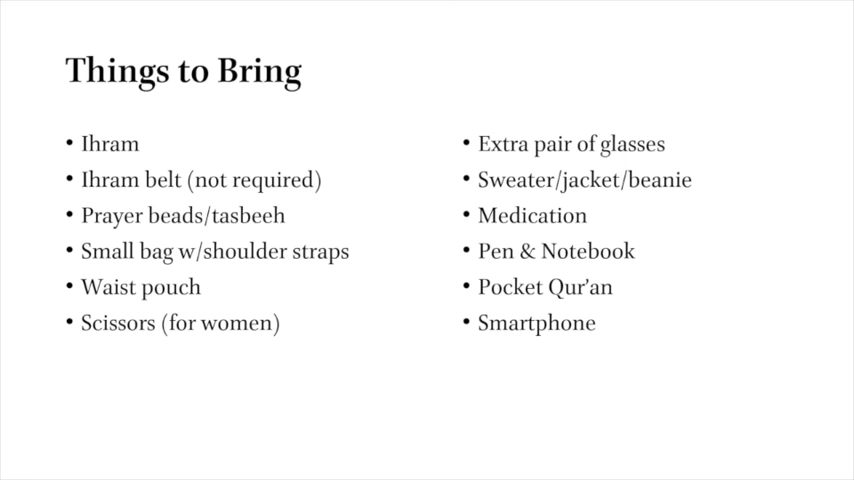 Things to Bring
• Ihram
• Ihram belt (not required)
• Prayer beads/tasbeeh
• Small bag w/shoulder straps
• Waist pouch
• Scissors (for women)
• Extra pair of glasses
• Sweater/jacket/beanie
• Medication
• Pen & Notebook
• Pocket Qur’an
• Smartphone